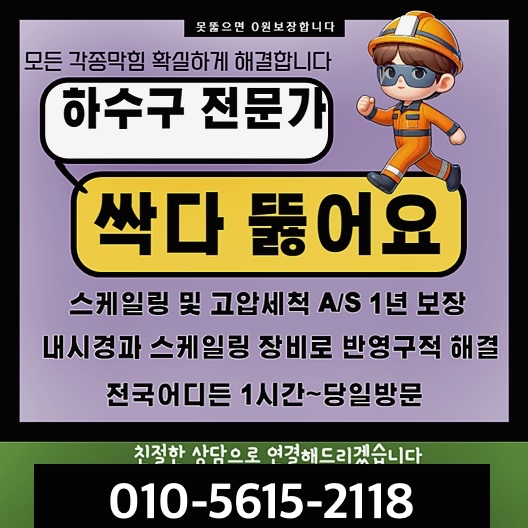 못뚫으면 0원보장합니다
모든 각종막힘 확실하게 해결합니다
하수구 전문가
싹다 뚫어요
스케일링 및 고압세척 A/S 1년 보장
내시경과 스케일링 장비로 반영구적 해결
전국어디든 1시간~당일방문
친절한 상담으로 연결해드리겠습니다
010-5615-2118